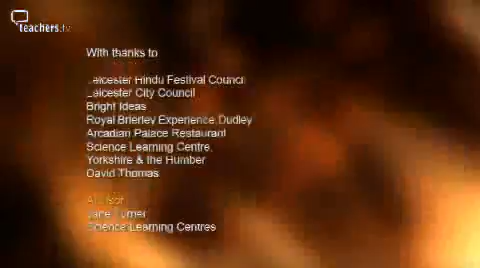 teachers.tv
With thanks to
Leicester Hindu Festival Council
Leicester City Council
Bright Ideas
Royal Brierley Experience, Dudley
Arcadian Palace Restaurant
Science Learning Centre,
Yorkshire & the Humber
David Thomas
Advisor
Jane Turner
Science Learning Centres